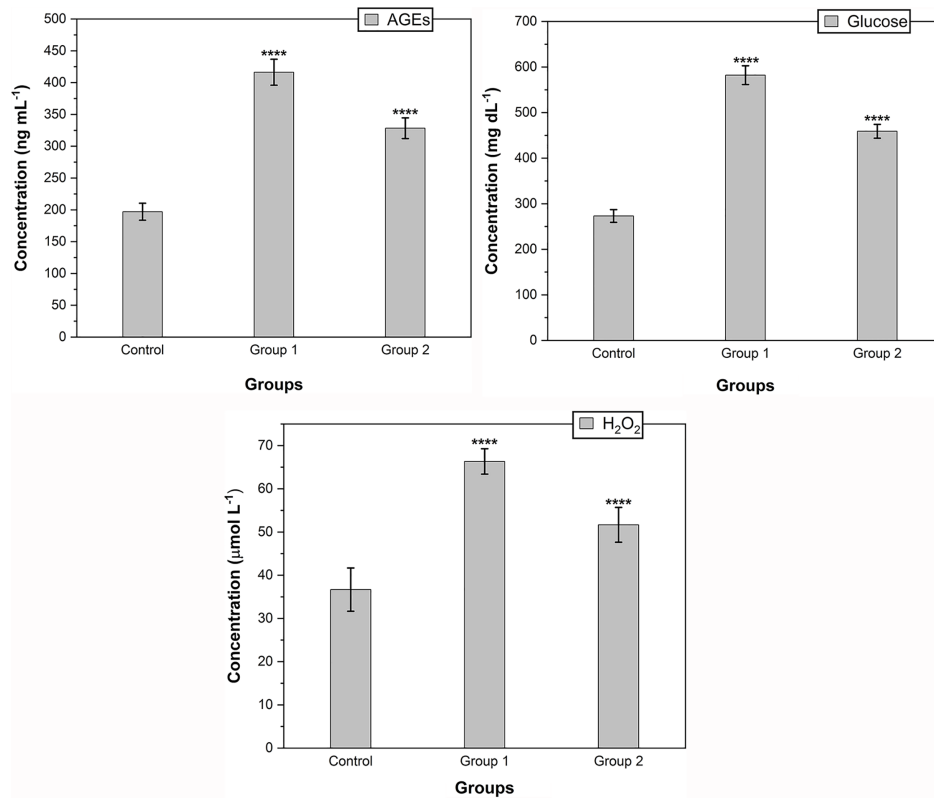 AGEs
500
450
400
350
300
250
200
150
100
50
0
Concentration (ng mL⁻¹)
****
****
Control Group 1 Group 2
Groups
Glucose
700
600
500
400
300
200
100
0
Concentration (mg dL⁻¹)
****
****
Control Group 1 Group 2
Groups
H₂O₂
70
60
50
40
30
20
10
0
Concentration (μmol L⁻¹)
****
****
Control Group 1 Group 2
Groups